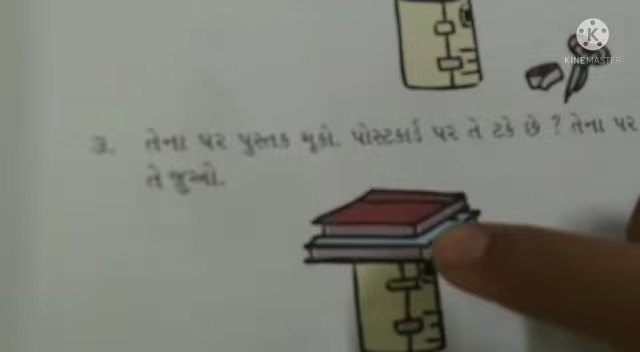 KINEMASTER
૩. તેના પર પુસ્તક મૂકો. પોસ્ટકાર્ડ પર તે ટકે છે ? તેના પર
તે જુઓ.